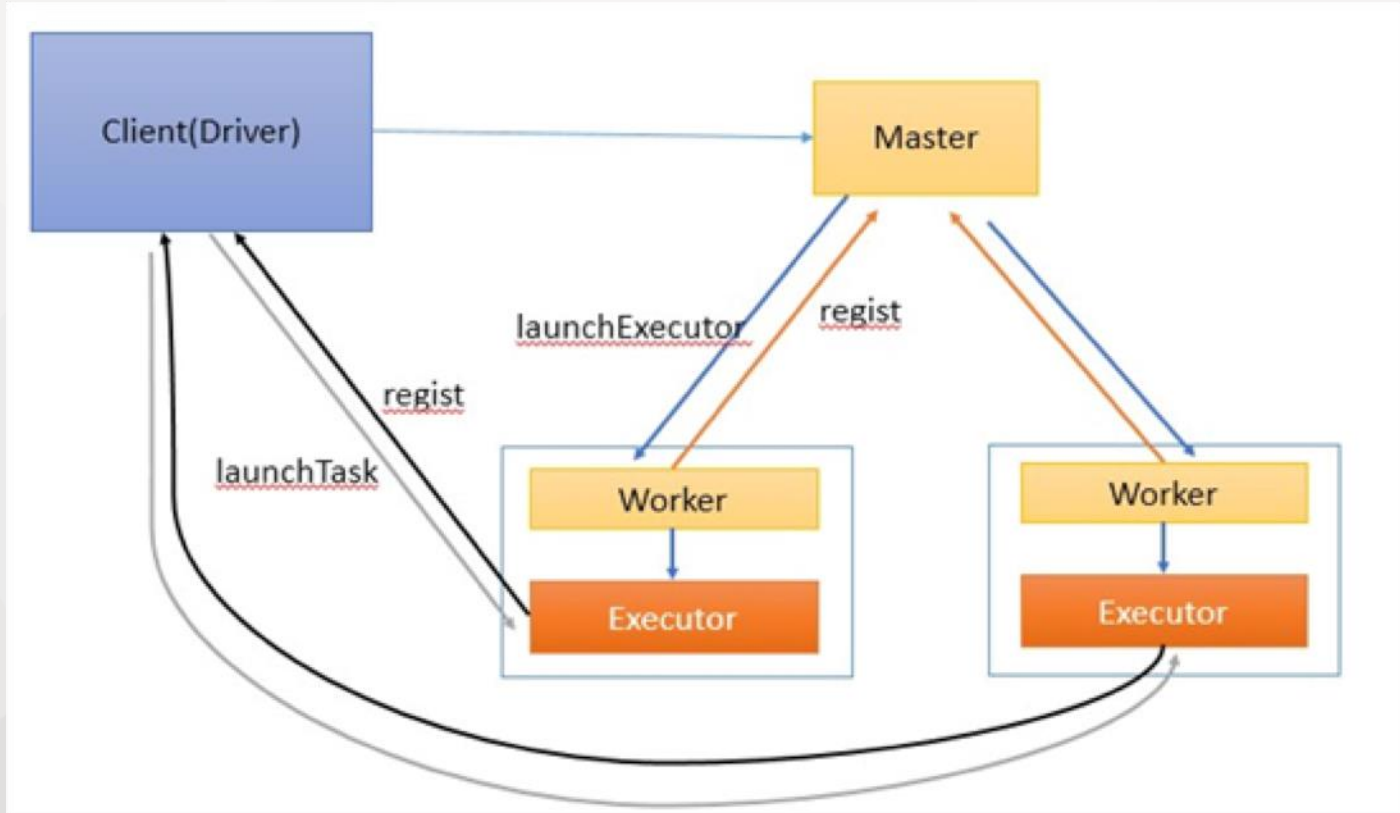 Client(Driver)
Master
launchExecutor
regist
regist
launchTask
Worker
Executor
Worker
Executor